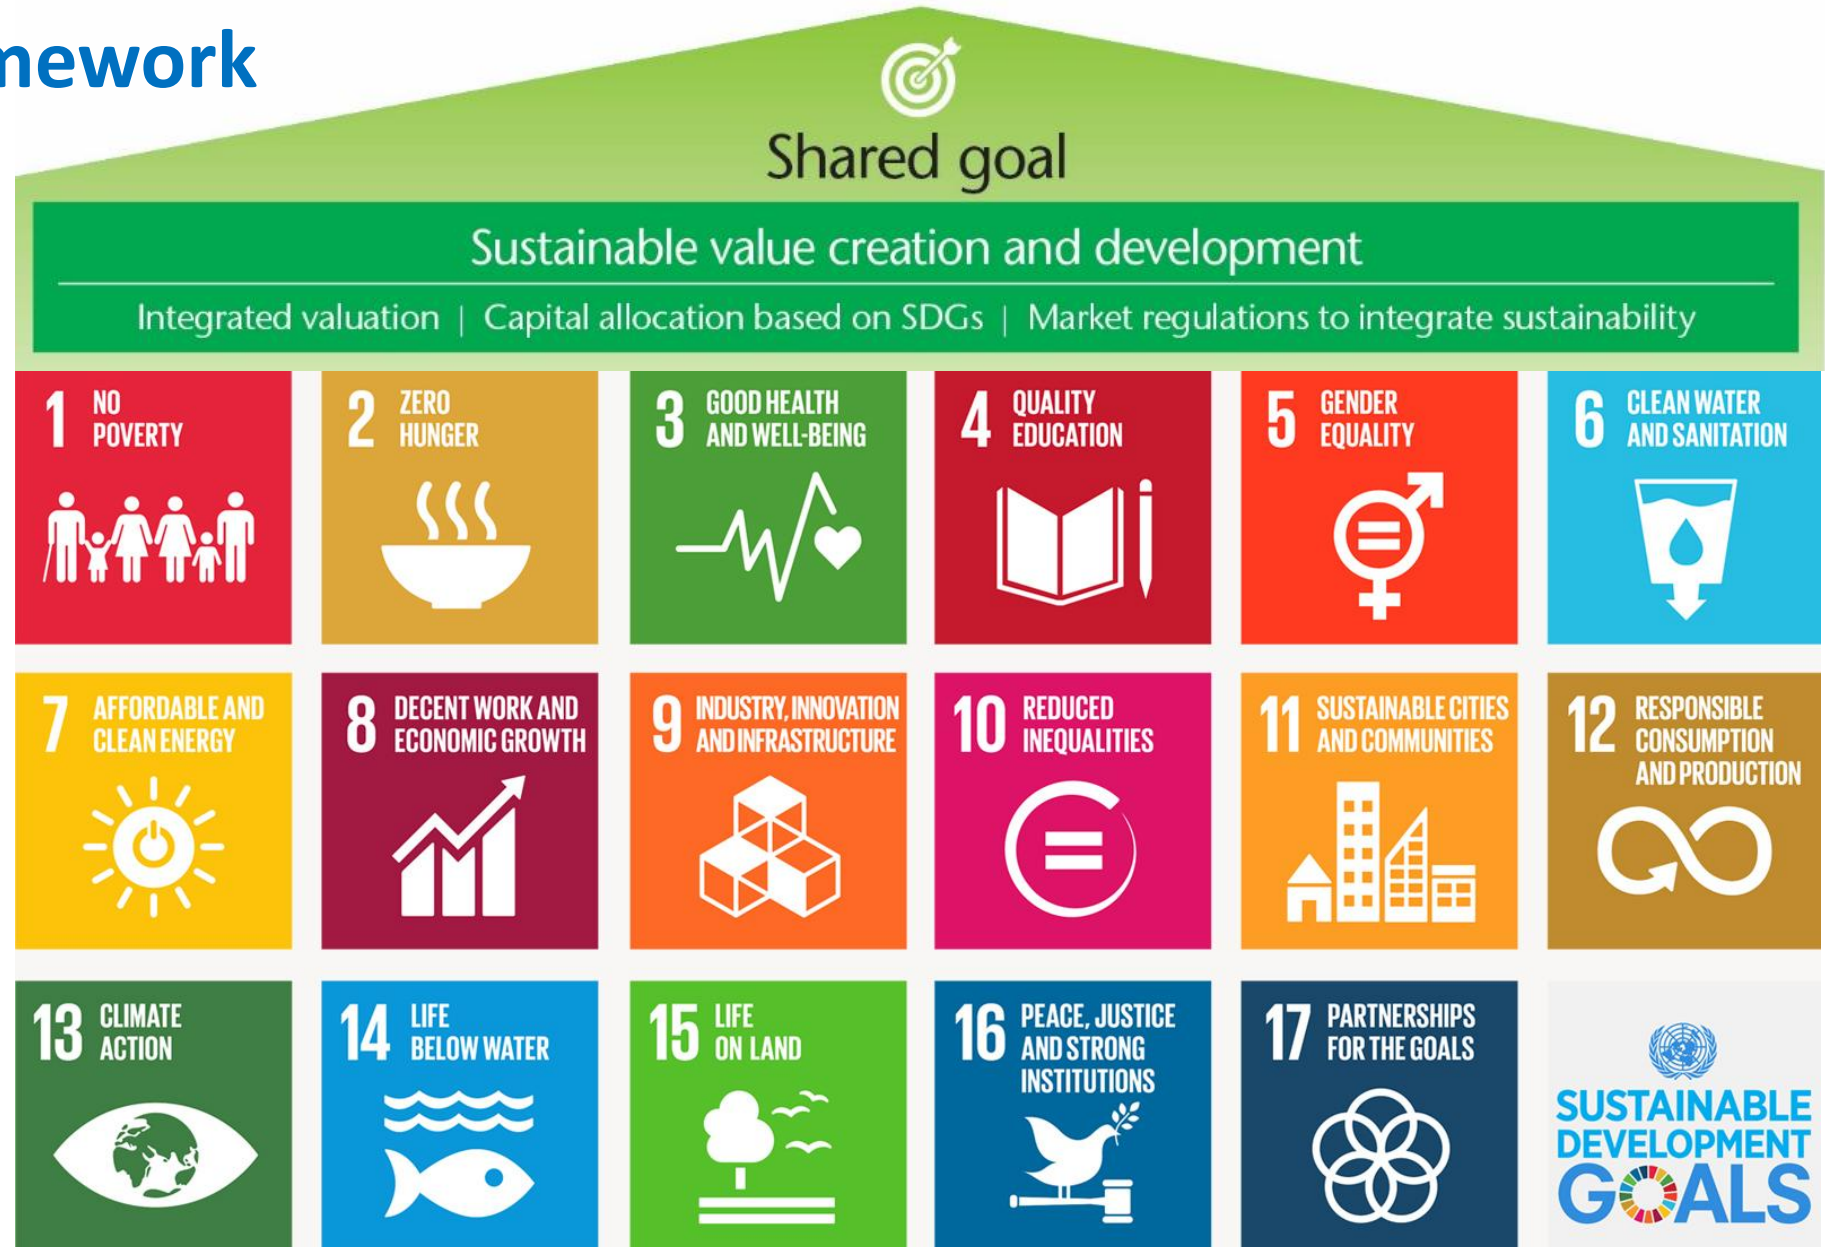 mework
Shared goal
Sustainable value creation and development
Integrated valuation | Capital allocation based on SDGs | Market regulations to integrate sustainability
1 NO
POVERTY
2 ZERO
HUNGER
3 GOOD HEALTH
AND WELL-BEING
4 QUALITY
EDUCATION
5 GENDER
EQUALITY
6 CLEAN WATER
AND SANITATION
7 AFFORDABLE AND
CLEAN ENERGY
8 DECENT WORK AND
ECONOMIC GROWTH
9 INDUSTRY, INNOVATION
AND INFRASTRUCTURE
10 REDUCED
INEQUALITIES
11 SUSTAINABLE CITIES
AND COMMUNITIES
12 RESPONSIBLE
CONSUMPTION
AND PRODUCTION
13 CLIMATE
ACTION
14 LIFE
BELOW WATER
15 LIFE
ON LAND
16 PEACE, JUSTICE
AND STRONG
INSTITUTIONS
17 PARTNERSHIPS
FOR THE GOALS
SUSTAINABLE
DEVELOPMENT
GOALS